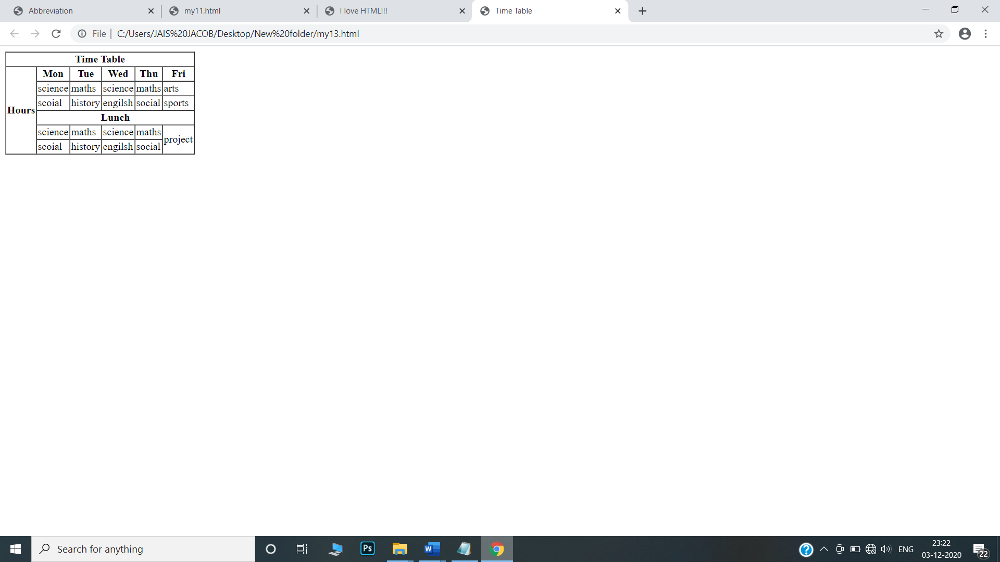 Abbreviation
my11.html
I love HTML!!!
Time Table
File
C:/Users/JAIS%20JACOB/Desktop/New%20folder/my13.html
Time Table
Hours Mon Tue Wed Thu Fri
science maths science maths arts
scoial history engilsh social sports
Lunch
science maths science maths project
scoial history engilsh social
Search for anything
Ps
W
?
ENG
23:22
03-12-2020
22